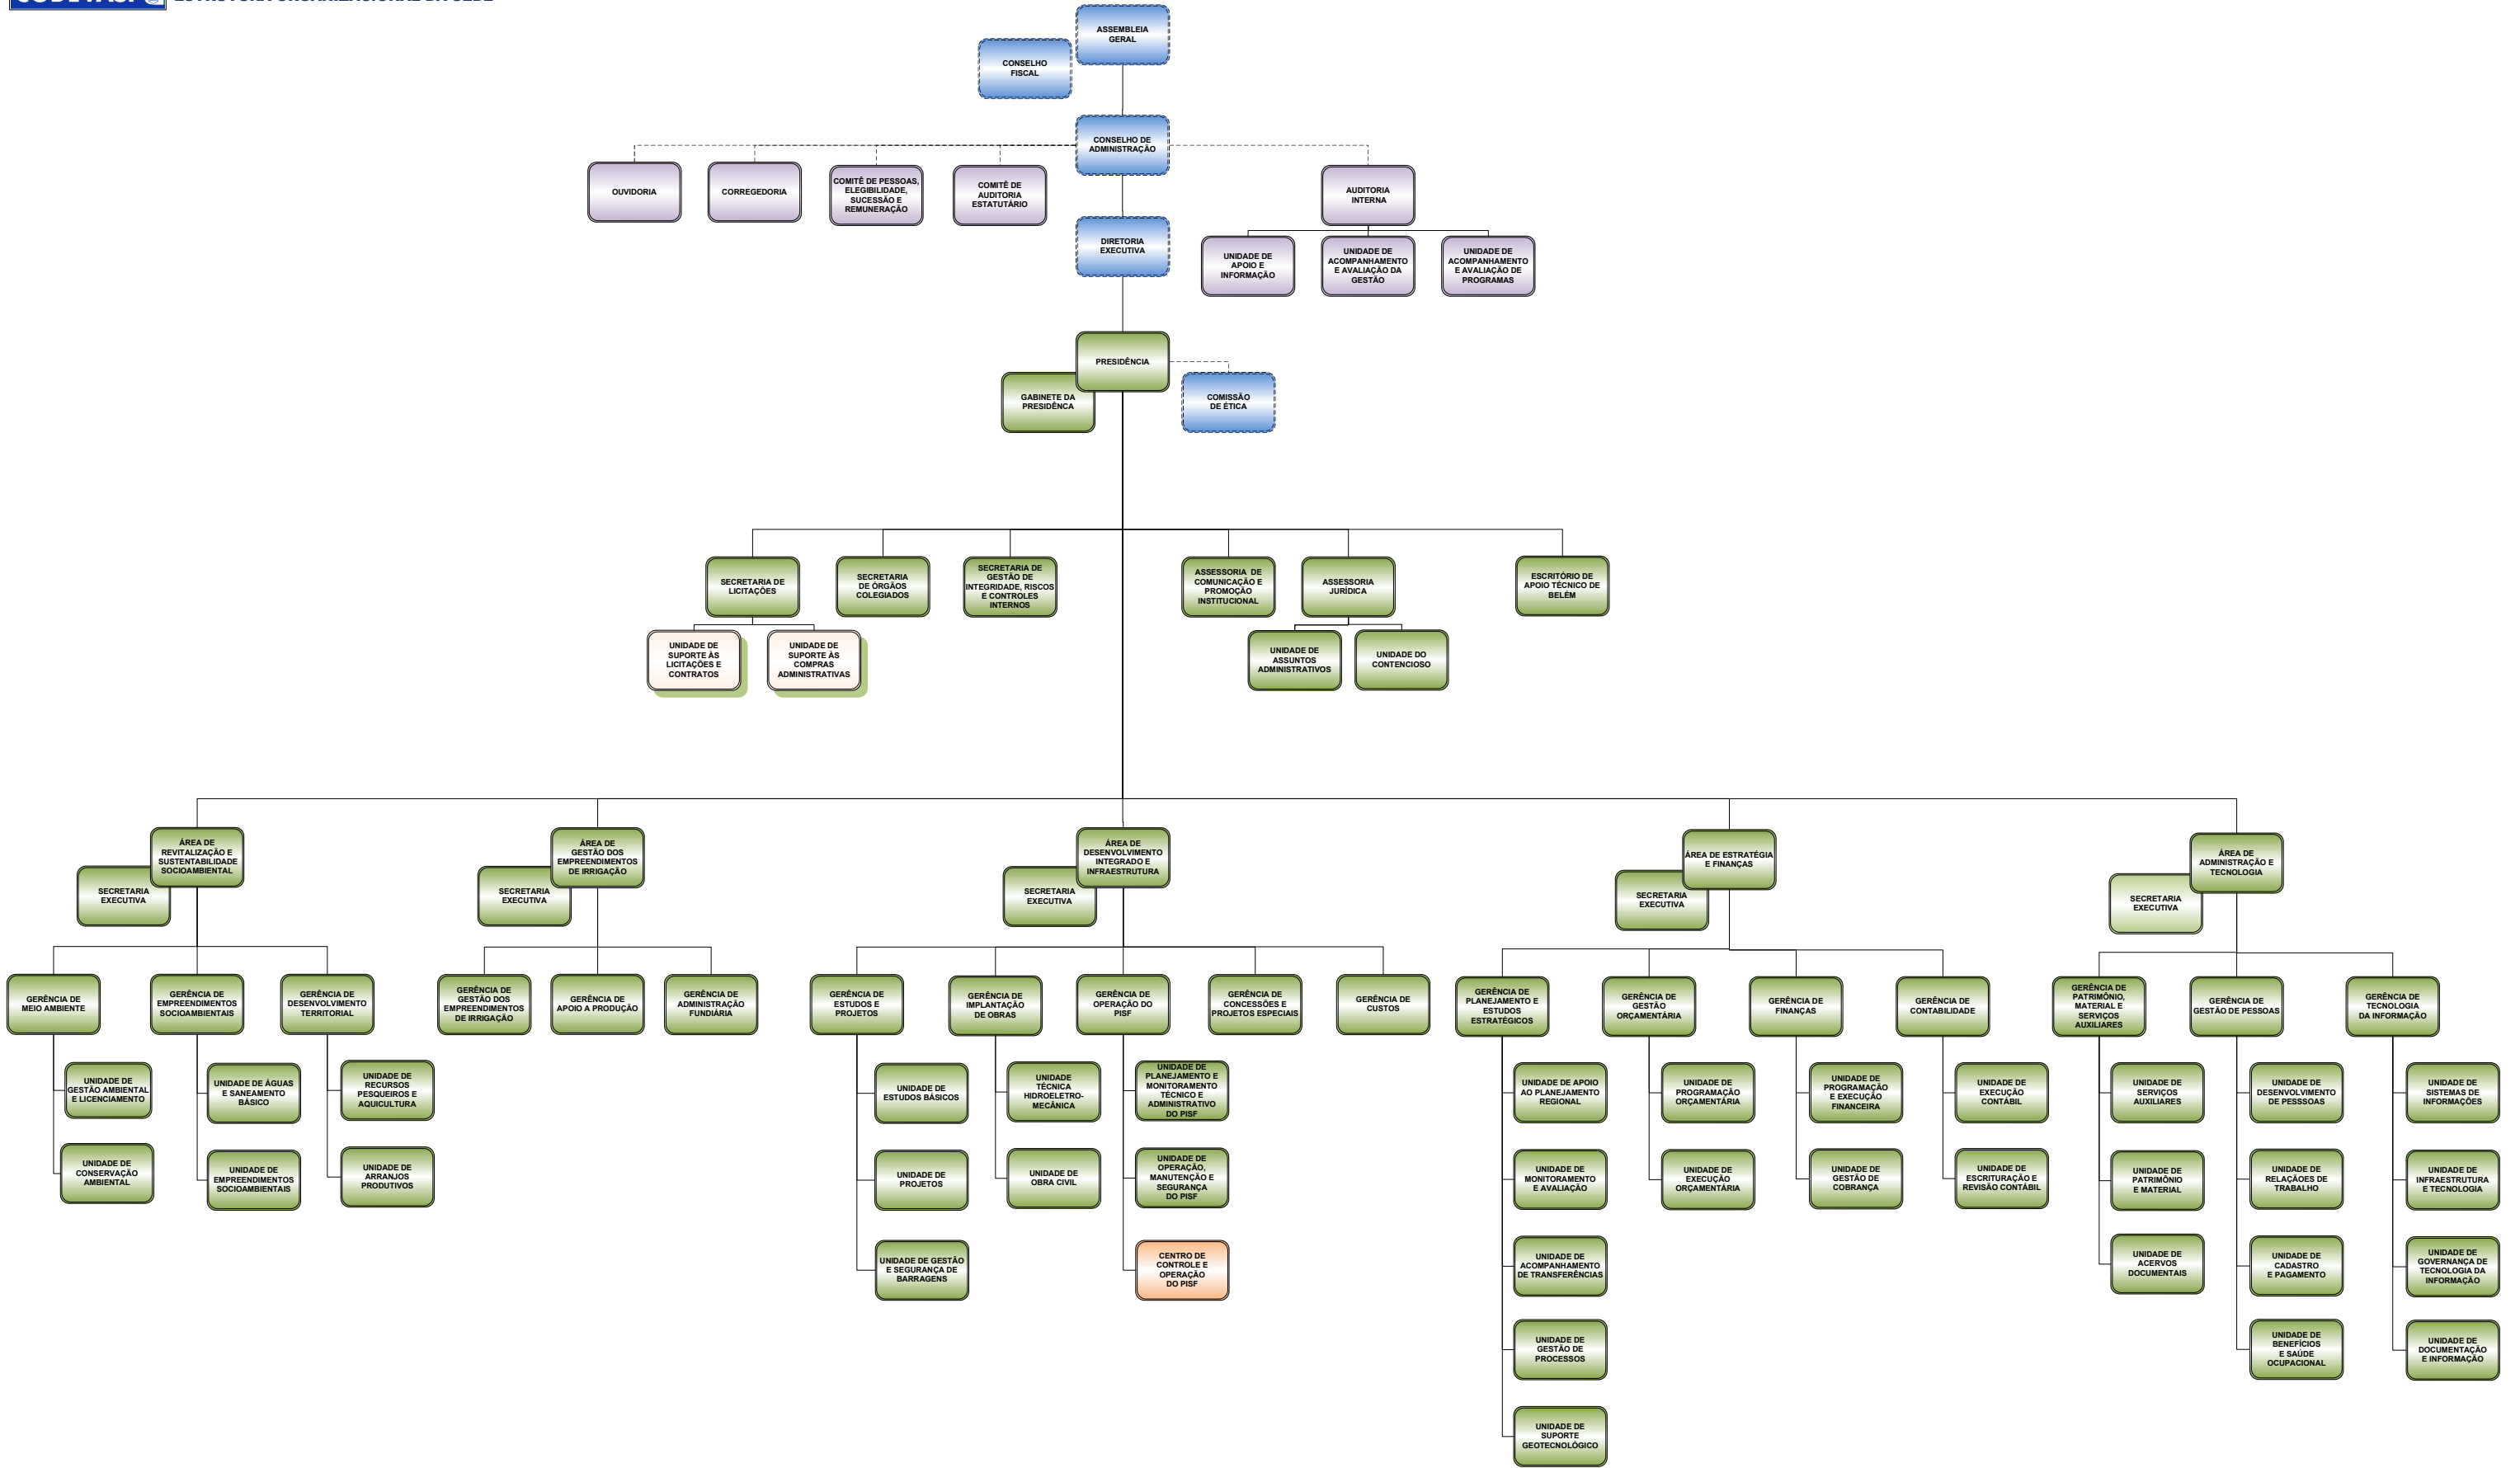 ASSEMBLEIA
GERAL
CONSELHO
FISCAL
CONSELHO DE
ADMINISTRAÇÃO
OUVIDORIA
CORREGEDORIA
COMITÊ DE PESSOAS,
ELEGIBILIDADE,
SUCESSÃO E
REMUNERAÇÃO
COMITÊ DE
AUDITORIA
ESTATUTÁRIO
AUDITORIA
INTERNA
DIRETORIA
EXECUTIVA
UNIDADE DE
APOIO E
INFORMAÇÃO
UNIDADE DE
ACOMPANHAMENTO
E AVALIAÇÃO DA
GESTÃO
UNIDADE DE
ACOMPANHAMENTO
E AVALIAÇÃO DE
PROGRAMAS
PRESIDÊNCIA
GABINETE DA
PRESIDÊNCA
COMISSÃO
DE ÉTICA
SECRETARIA DE
LICITAÇÕES
SECRETARIA
DE ÓRGÃOS
COLEGIADOS
SECRETARIA DE
GESTÃO DE
INTEGRIDADE, RISCOS
E CONTROLES
INTERNOS
ASSESSORIA DE
COMUNICAÇÃO E
PROMOÇÃO
INSTITUCIONAL
ASSESSORIA
JURÍDICA
ESCRITÓRIO DE
APOIO TÉCNICO DE
BELÉM
UNIDADE DE
SUPORTE ÀS
LICITAÇÕES E
CONTRATOS
UNIDADE DE
SUPORTE ÀS
COMPRAS
ADMINISTRATIVAS
UNIDADE DE
ASSUNTOS
ADMINISTRATIVOS
UNIDADE DO
CONTENCIOSO
ÁREA DE
REVITALIZAÇÃO E
SUSTENTABILIDADE
SOCIOAMBIENTAL
SECRETARIA
EXECUTIVA
ÁREA DE
GESTÃO DOS
EMPREENDIMENTOS
DE IRRIGAÇÃO
SECRETARIA
EXECUTIVA
ÁREA DE
DESENVOLVIMENTO
INTEGRADO E
INFRAESTRUTURA
SECRETARIA
EXECUTIVA
ÁREA DE ESTRATÉGIA
E FINANÇAS
SECRETARIA
EXECUTIVA
ÁREA DE
ADMINISTRAÇÃO E
TECNOLOGIA
SECRETARIA
EXECUTIVA
GERÊNCIA DE
MEIO AMBIENTE
GERÊNCIA DE
EMPREENDIMENTOS
SOCIOAMBIENTAIS
GERÊNCIA DE
DESENVOLVIMENTO
TERRITORIAL
GERÊNCIA DE
GESTÃO DOS
EMPREENDIMENTOS
DE IRRIGAÇÃO
GERÊNCIA DE
APOIO A PRODUÇÃO
GERÊNCIA DE
ADMINISTRAÇÃO
FUNDIÁRIA
GERÊNCIA DE
ESTUDOS E
PROJETOS
GERÊNCIA DE
IMPLANTAÇÃO
DE OBRAS
GERÊNCIA DE
OPERAÇÃO DO
PISF
GERÊNCIA DE
CONCESSÕES E
PROJETOS ESPECIAIS
GERÊNCIA DE
CUSTOS
GERÊNCIA DE
PLANEJAMENTO E
ESTUDOS
ESTRATÉGICOS
GERÊNCIA DE
GESTÃO
ORÇAMENTÁRIA
GERÊNCIA DE
FINANÇAS
GERÊNCIA DE
CONTABILIDADE
GERÊNCIA DE
PATRIMÔNIO,
MATERIAL E
SERVIÇOS
AUXILIARES
GERÊNCIA DE
GESTÃO DE PESSOAS
GERÊNCIA DE
TECNOLOGIA
DA INFORMAÇÃO
UNIDADE DE
GESTÃO AMBIENTAL
E LICENCIAMENTO
UNIDADE DE ÁGUAS
E SANEAMENTO
BÁSICO
UNIDADE DE
RECURSOS
PESQUEIROS E
AQUICULTURA
UNIDADE DE
ESTUDOS BÁSICOS
UNIDADE
TÉCNICA
HIDROELETRO-
MECÂNICA
UNIDADE DE
PLANEJAMENTO E
MONITORAMENTO
TÉCNICO E
ADMINISTRATIVO
DO PISF
UNIDADE DE APOIO
AO PLANEJAMENTO
REGIONAL
UNIDADE DE
PROGRAMAÇÃO
ORÇAMENTÁRIA
UNIDADE DE
PROGRAMAÇÃO
E EXECUÇÃO
FINANCEIRA
UNIDADE DE
EXECUÇÃO
CONTÁBIL
UNIDADE DE
SERVIÇOS
AUXILIARES
UNIDADE DE
DESENVOLVIMENTO
DE PESSSOAS
UNIDADE DE
SISTEMAS DE
INFORMAÇÕES
UNIDADE DE
CONSERVAÇÃO
AMBIENTAL
UNIDADE DE
EMPREENDIMENTOS
SOCIOAMBIENTAIS
UNIDADE DE
ARRANJOS
PRODUTIVOS
UNIDADE DE
PROJETOS
UNIDADE DE
OBRA CIVIL
UNIDADE DE
OPERAÇÃO,
MANUTENÇÃO E
SEGURANÇA
DO PISF
UNIDADE DE
MONITORAMENTO
E AVALIAÇÃO
UNIDADE DE
EXECUÇÃO
ORÇAMENTÁRIA
UNIDADE DE
GESTÃO DE
COBRANÇA
UNIDADE DE
ESCRITURAÇÃO E
REVISÃO CONTÁBIL
UNIDADE DE
PATRIMÔNIO
E MATERIAL
UNIDADE DE
RELAÇÃOES DE
TRABALHO
UNIDADE DE
INFRAESTRUTURA
E TECNOLOGIA
UNIDADE DE GESTÃO
E SEGURANÇA DE
BARRAGENS
CENTRO DE
CONTROLE E
OPERAÇÃO
DO PISF
UNIDADE DE
ACOMPANHAMENTO
DE TRANSFERÊNCIAS
UNIDADE DE
ACERVOS
DOCUMENTAIS
UNIDADE DE
CADASTRO
E PAGAMENTO
UNIDADE DE
GOVERNANÇA DE
TECNOLOGIA DA
INFORMAÇÃO
UNIDADE DE
GESTÃO DE
PROCESSOS
UNIDADE DE
BENEFÍCIOS
E SAÚDE
OCUPACIONAL
UNIDADE DE
DOCUMENTAÇÃO
E INFORMAÇÃO
UNIDADE DE
SUPORTE
GEOTECNOLÓGICO